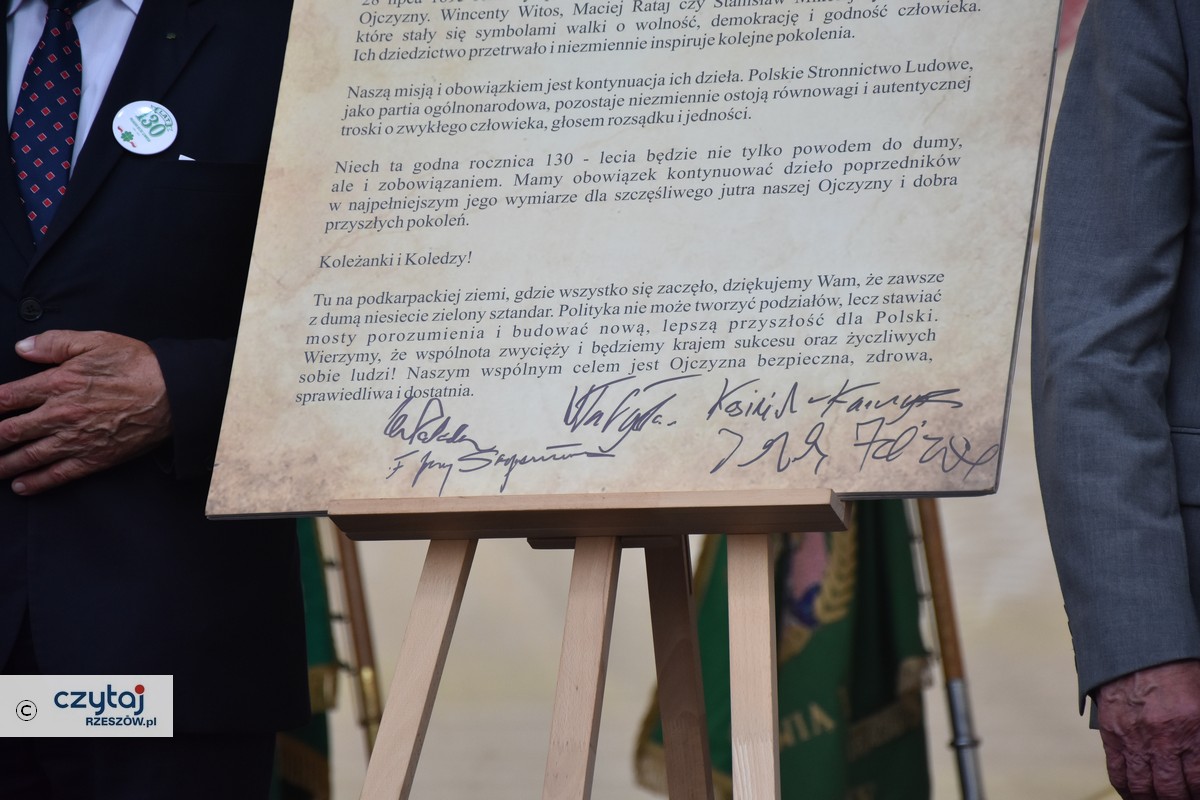 28 lipca 1895
Ojczyzny. Wincenty Witos, Maciej Rataj czy Stanisław
które stały się symbolami walki o wolność, demokrację i godność człowieka.
Ich dziedzictwo przetrwało i niezmiennie inspiruje kolejne pokolenia.
Naszą misją i obowiązkiem jest kontynuacja ich dzieła. Polskie Stronnictwo Ludowe,
jako partia ogólnonarodowa, pozostaje niezmiennie ostoją równowagi i autentycznej
troski o zwykłego człowieka, głosem rozsądku i jedności.
Niech ta godna rocznica 130 - lecia będzie nie tylko powodem do dumy,
ale i zobowiązaniem. Mamy obowiązek kontynuować dzieło poprzedników
w najpełniejszym jego wymiarze dla szczęśliwego jutra naszej Ojczyzny i dobra
przyszłych pokoleń.
Koleżanki i Koledzy!
Tu na podkarpackiej ziemi, gdzie wszystko się zaczęło, dziękujemy Wam, że zawsze
z dumą niesiecie zielony sztandar. Polityka nie może tworzyć podziałów, lecz stawiać
mosty porozumienia i budować nową, lepszą przyszłość dla Polski.
Wierzymy, że wspólnota zwycięży i będziemy krajem sukcesu oraz życzliwych
sobie ludzi! Naszym wspólnym celem jest Ojczyzna bezpieczna, zdrowa,
sprawiedliwa i dostatnia.
130
© czytaj
RZESZÓW.pl